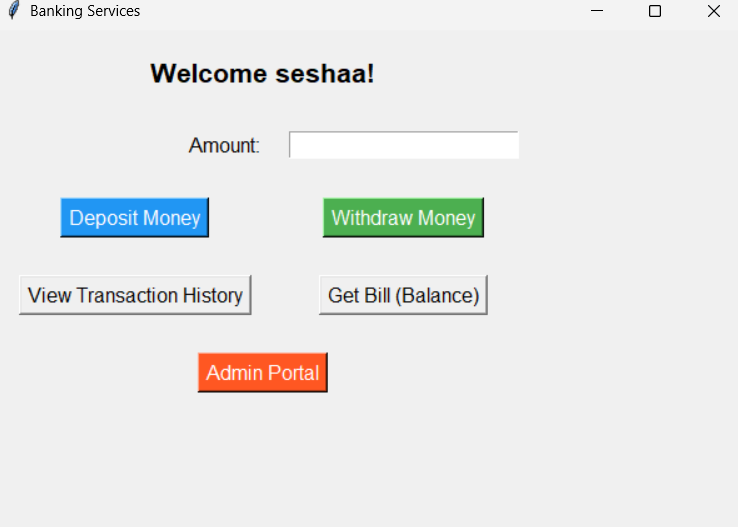 Banking Services
Welcome seshaa!
Amount:
Deposit Money
Withdraw Money
View Transaction History
Get Bill (Balance)
Admin Portal